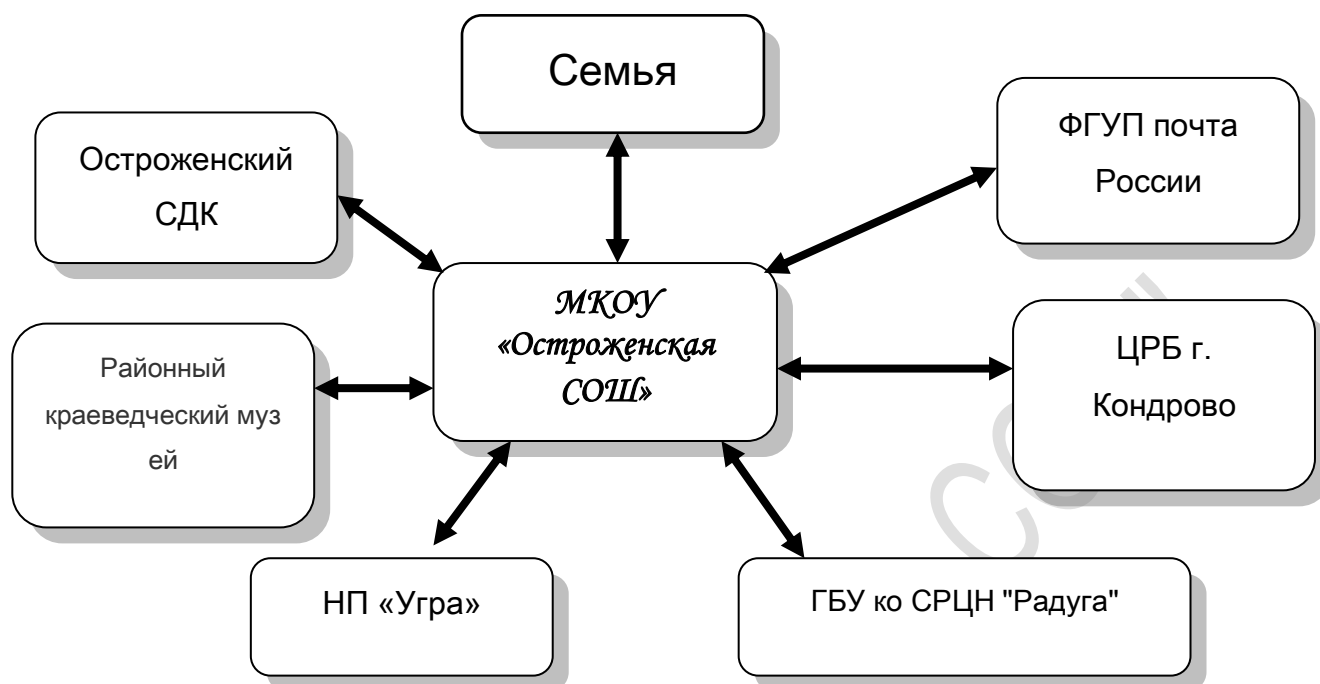 Семья
ФГУП почта
России
Остроженский
СДК
МКОУ
«Остроженская
СОШ»
ЦРБ г.
Кондрово
Районный
краеведческий муз
ей
НП «Угра»
ГБУ ко СРЦН "Радуга"